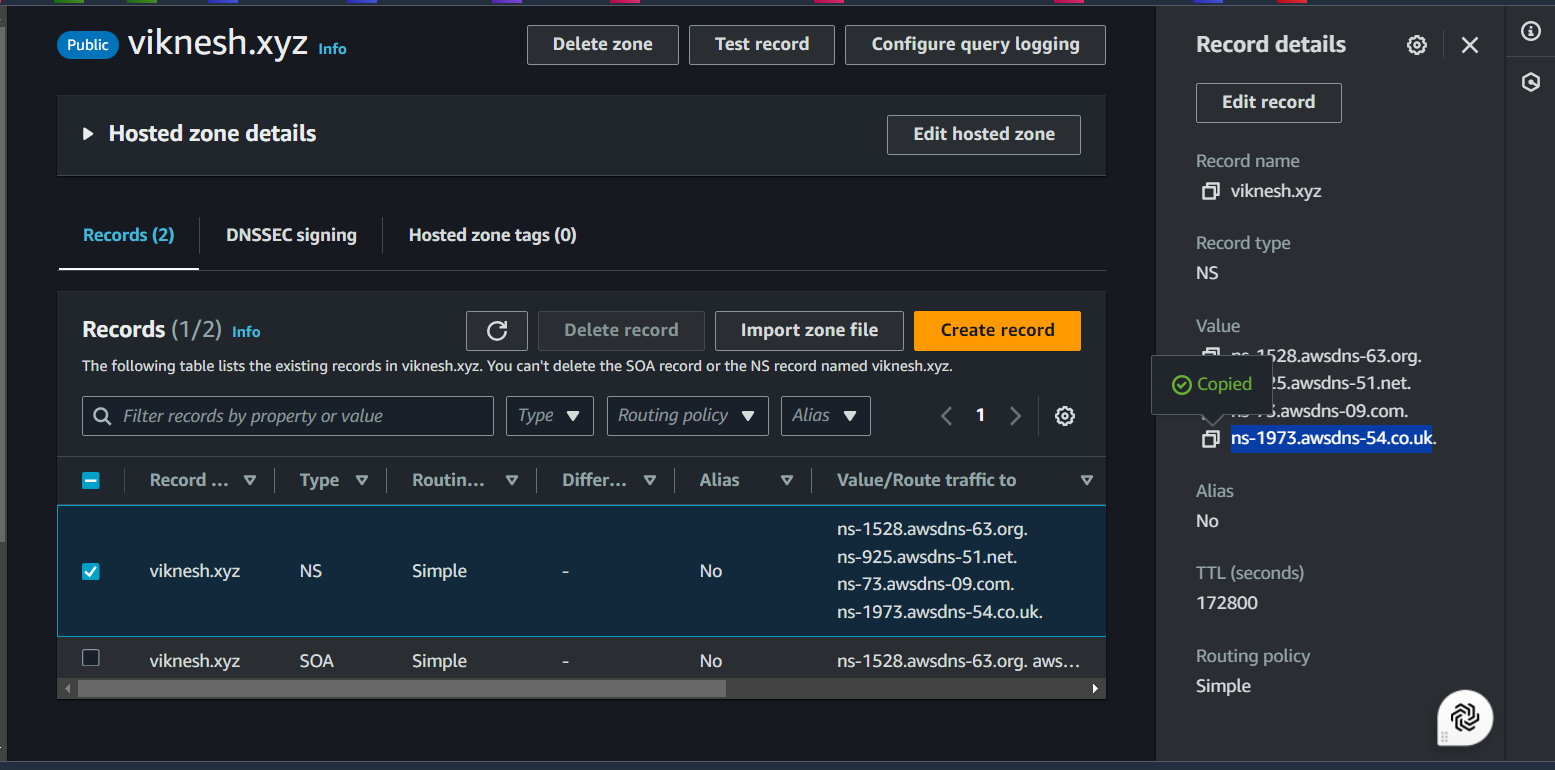 Public viknesh.xyz Info
Delete zone
Test record
Configure query logging
Hosted zone details
Edit hosted zone
Records (2)
DNSSEC signing
Hosted zone tags (0)
Records (1/2) Info
Delete record
Import zone file
Create record
The following table lists the existing records in viknesh.xyz. You can't delete the SOA record or the NS record named viknesh.xyz.
Filter records by property or value
Type
Routing policy
Alias
1
Record ... Type Routin... Differ... Alias Value/Route traffic to
viknesh.xyz NS Simple - No
ns-1528.awsdns-63.org.
ns-925.awsdns-51.net.
ns-73.awsdns-09.com.
ns-1973.awsdns-54.co.uk.
viknesh.xyz SOA Simple - No ns-1528.awsdns-63.org. aws...
Record details
Edit record
Record name
viknesh.xyz
Record type
NS
Value
ns-1528.awsdns-63.org.
25.awsdns-51.net.
.awsdns-09.com.
Copied
ns-1973.awsdns-54.co.uk.
Alias
No
TTL (seconds)
172800
Routing policy
Simple